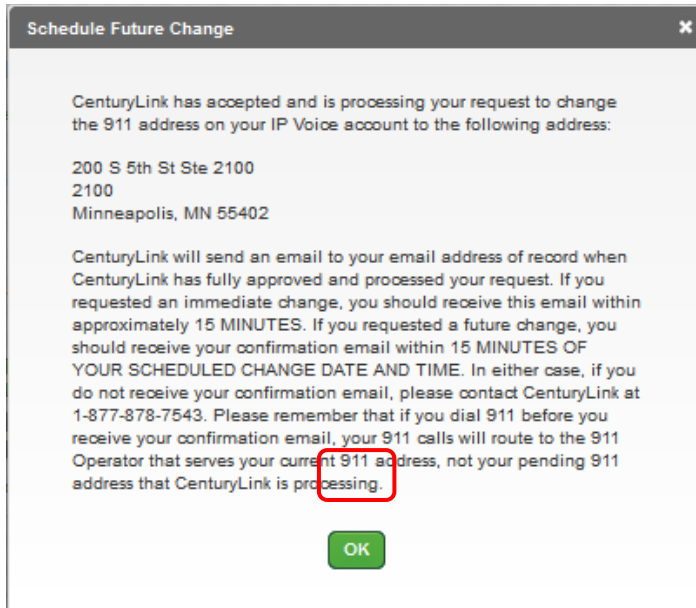 Schedule Future Change
CenturyLink has accepted and is processing your request to change
the 911 address on your IP Voice account to the following address:
200 S 5th St Ste 2100
2100
Minneapolis, MN 55402
CenturyLink will send an email to your email address of record when
CenturyLink has fully approved and processed your request. If you
requested an immediate change, you should receive this email within
approximately 15 MINUTES. If you requested a future change, you
should receive your confirmation email within 15 MINUTES OF
YOUR SCHEDULED CHANGE DATE AND TIME. In either case, if you
do not receive your confirmation email, please contact CenturyLink at
1-877-878-7543. Please remember that if you dial 911 before you
receive your confirmation email, your 911 calls will route to the 911
Operator that serves your current 911 address, not your pending 911
address that CenturyLink is processing.
OK